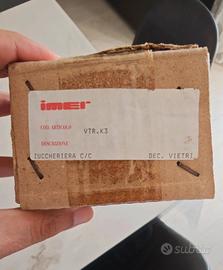 imer
COD. ARTICOLO VTR.K3
DESCRIZIONE
ZUCCHERIERA C/C DEC. VIETRI
Subito